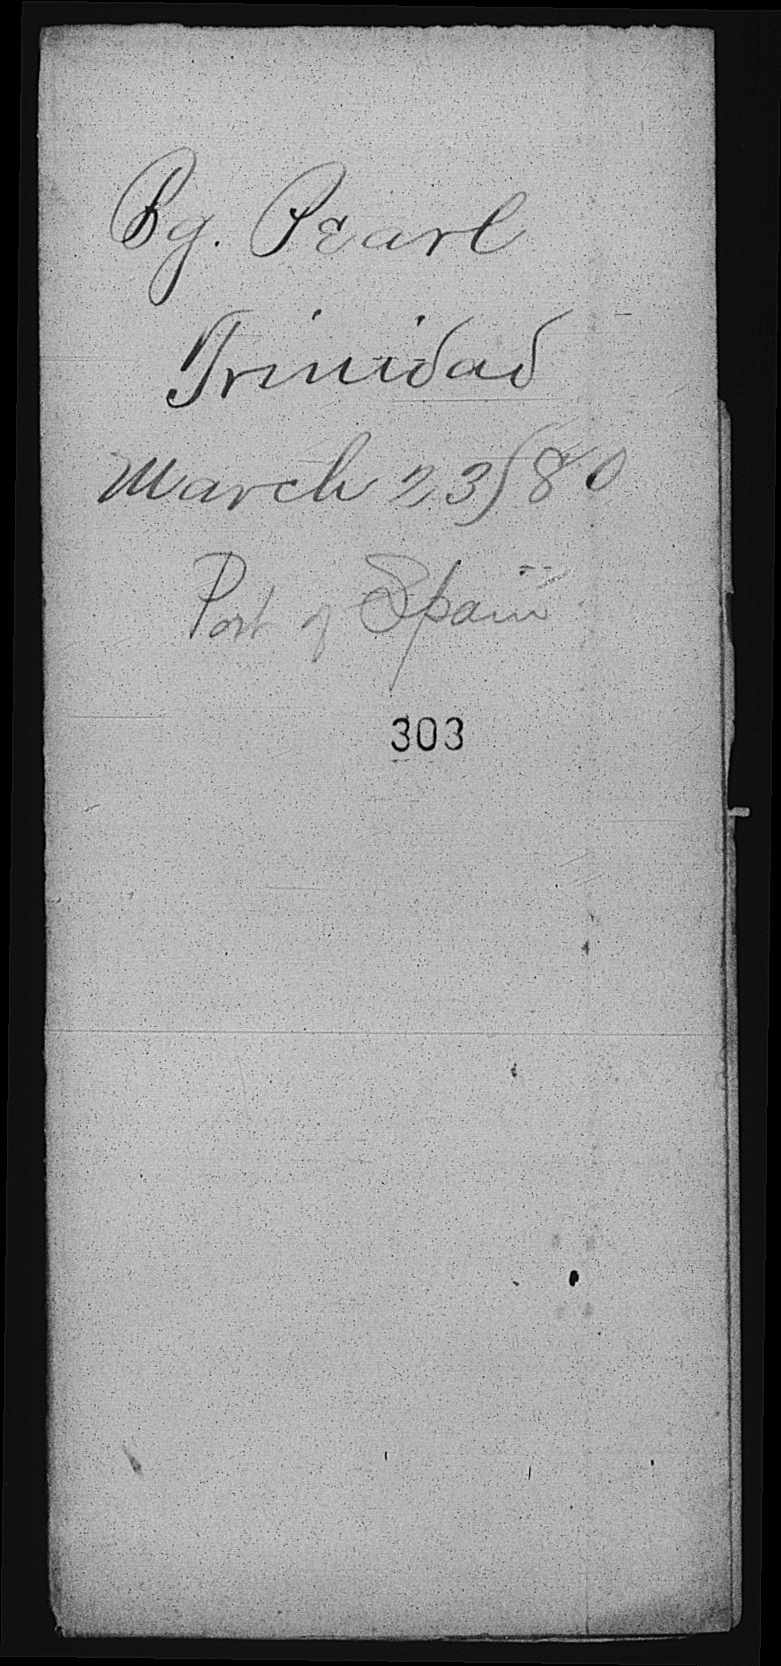 Bg. Pearl
Trinidad
March 23/80
Port of Spain
303